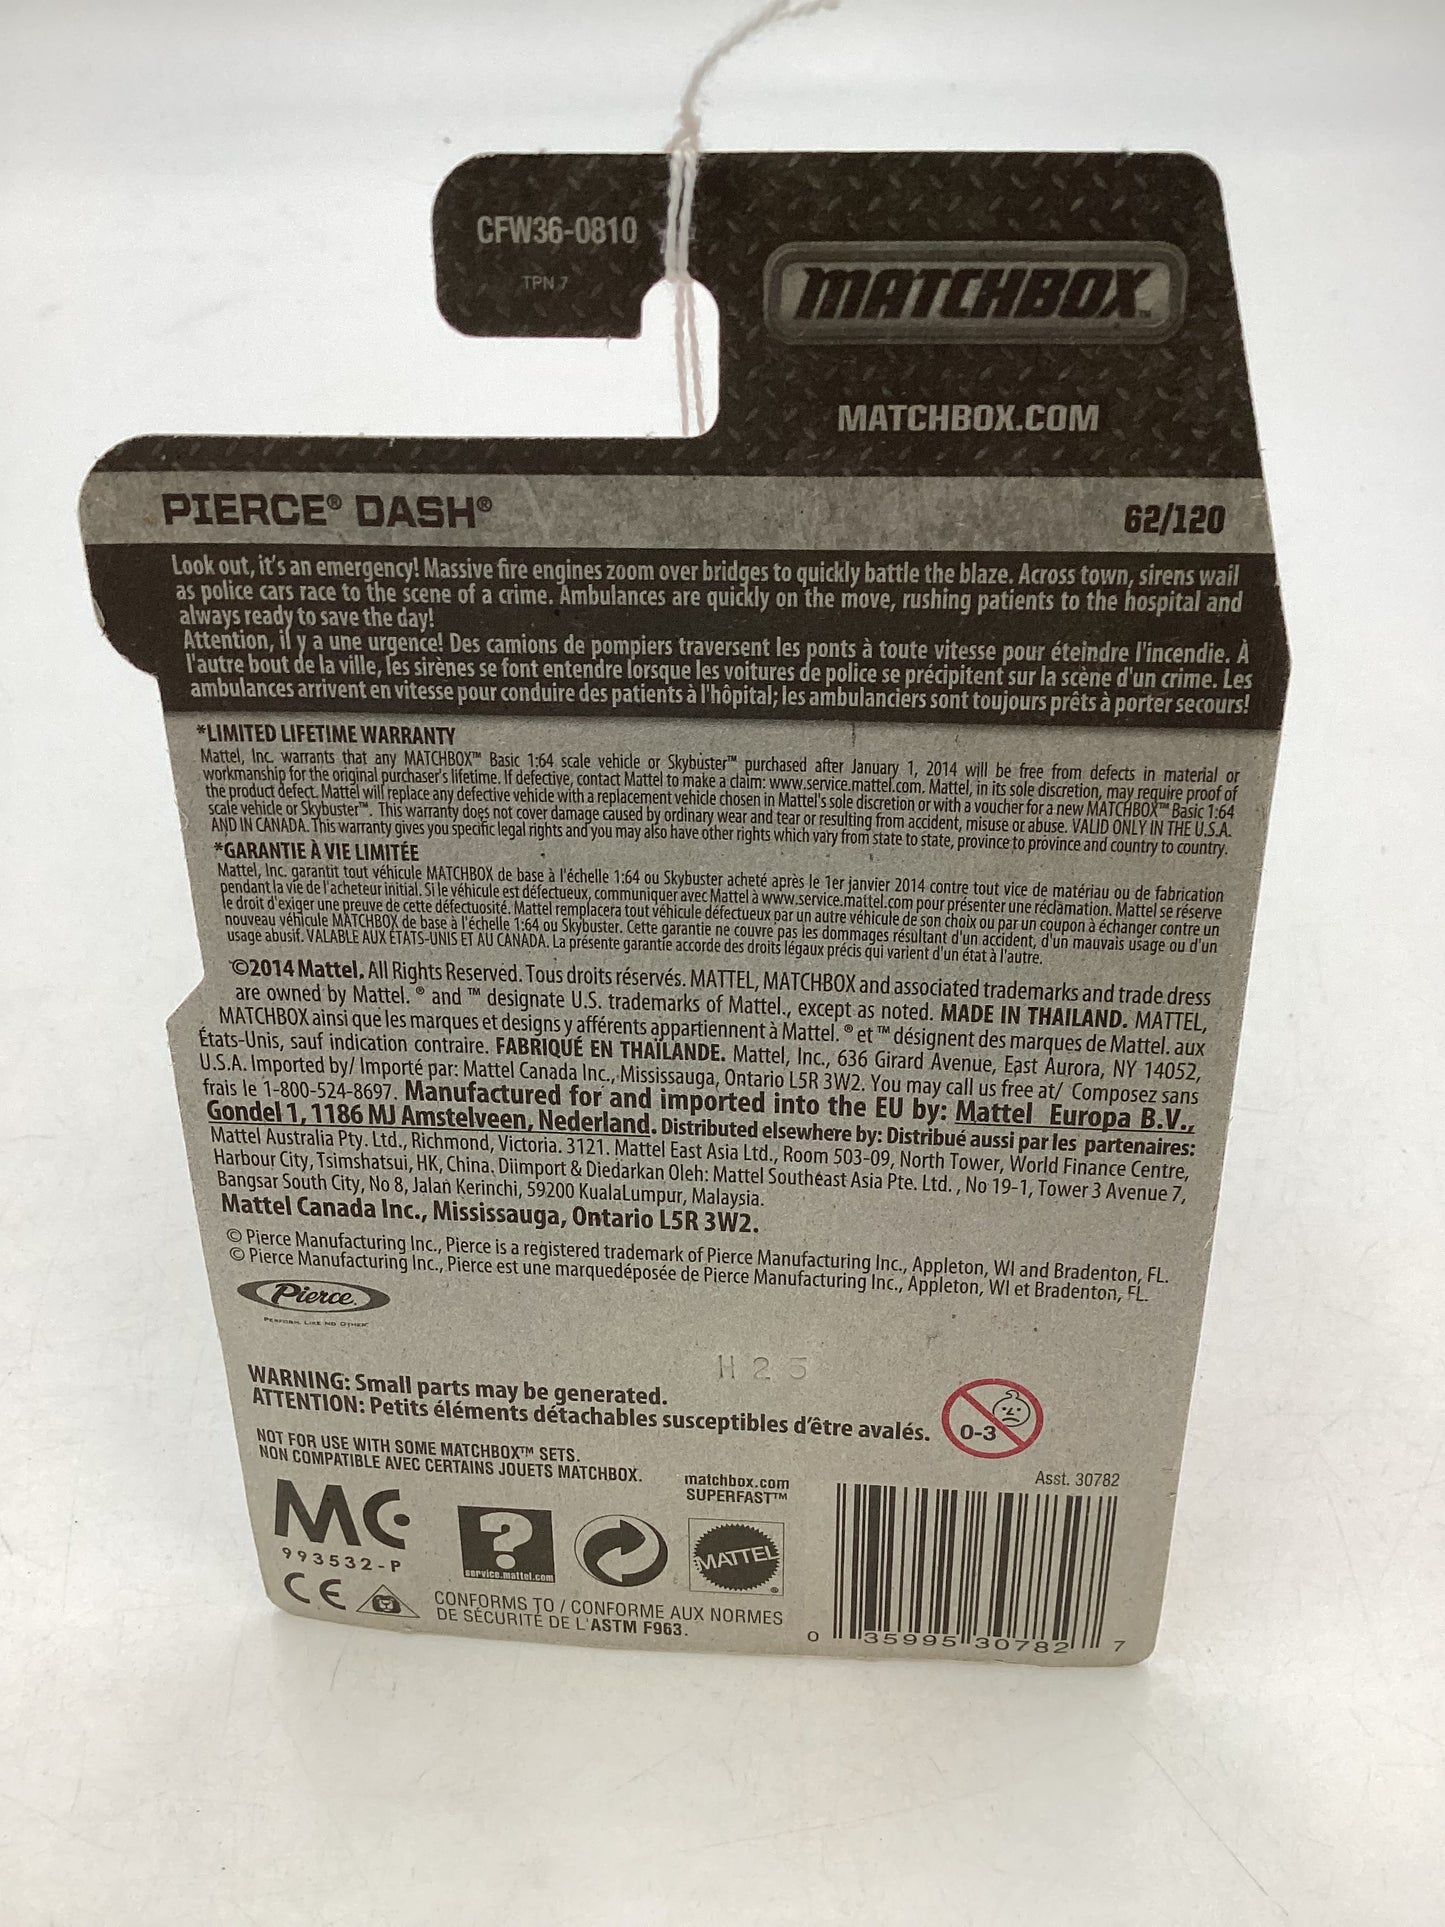 CFW36-0810
TPN 7
MATCHBOX™
MATCHBOX.COM
PIERCE® DASH®
62/120
Look out, it's an emergency! Massive fire engines zoom over bridges to quickly battle the blaze. Across town, sirens wail
as police cars race to the scene of a crime. Ambulances are quickly on the move, rushing patients to the hospital and
always ready to save the day!
Attention, il y a une urgence! Des camions de pompiers traversent les ponts à toute vitesse pour éteindre l'incendie. À
l'autre bout de la ville, les sirènes se font entendre lorsque les voitures de police se précipitent sur la scène d'un crime. Les
ambulances arrivent en vitesse pour conduire des patients à l'hôpital; les ambulanciers sont toujours prêts à porter secours!
*LIMITED LIFETIME WARRANTY
Mattel, Inc. warrants that any MATCHBOX™ Basic 1:64 scale vehicle or Skybuster™ purchased after January 1, 2014 will be free from defects in material or
workmanship for the original purchaser's lifetime. If defective, contact Mattel to make a claim: www.service.mattel.com. Mattel, in its sole discretion, may require proof of
the product defect. Mattel will replace any defective vehicle with a replacement vehicle chosen in Mattel's sole discretion or with a voucher for a new MATCHBOX™ Basic 1:64
scale vehicle or Skybuster™. This warranty does not cover damage caused by ordinary wear and tear or resulting from accident, misuse or abuse. VALID ONLY IN THE U.S.A.
AND IN CANADA. This warranty gives you specific legal rights and you may also have other rights which vary from state to state, province to province and country to country.
*GARANTIE À VIE LIMITÉE
Mattel, Inc. garantit tout véhicule MATCHBOX de base à l'échelle 1:64 ou Skybuster acheté après le 1er janvier 2014 contre tout vice de matériau ou de fabrication
pendant la vie de l'acheteur initial. Si le véhicule est défectueux, communiquer avec Mattel à www.service.mattel.com pour présenter une réclamation. Mattel se réserve
le droit d'exiger une preuve de cette défectuosité. Mattel remplacera tout véhicule défectueux par un autre véhicule de son choix ou par un coupon à échanger contre un
nouveau véhicule MATCHBOX de base à l'échelle 1:64 ou Skybuster. Cette garantie ne couvre pas les dommages résultant d'un accident, d'un mauvais usage ou d'un
usage abusif. VALABLE AUX ÉTATS-UNIS ET AU CANADA. La présente garantie accorde des droits légaux précis qui varient d'un état à l'autre.
©2014 Mattel. All Rights Reserved. Tous droits réservés. MATTEL, MATCHBOX and associated trademarks and trade dress
are owned by Mattel. ® and ™ designate U.S. trademarks of Mattel., except as noted. MADE IN THAILAND. MATTEL,
MATCHBOX ainsi que les marques et designs y afférents appartiennent à Mattel. ® et ™ désignent des marques de Mattel. aux
États-Unis, sauf indication contraire. FABRIQUÉ EN THAÏLANDE. Mattel, Inc., 636 Girard Avenue, East Aurora, NY 14052,
U.S.A. Imported by/ Importé par: Mattel Canada Inc., Mississauga, Ontario L5R 3W2. You may call us free at/ Composez sans
frais le 1-800-524-8697. Manufactured for and imported into the EU by: Mattel Europa B.V.,
Gondel 1, 1186 MJ Amstelveen, Nederland. Distributed elsewhere by: Distribué aussi par les partenaires:
Mattel Australia Pty. Ltd., Richmond, Victoria. 3121. Mattel East Asia Ltd., Room 503-09, North Tower, World Finance Centre,
Harbour City, Tsimshatsui, HK, China. Diimport & Diedarkan Oleh: Mattel Southeast Asia Pte. Ltd. , No 19-1, Tower 3 Avenue 7,
Bangsar South City, No 8, Jalan Kerinchi, 59200 KualaLumpur, Malaysia.
Mattel Canada Inc., Mississauga, Ontario L5R 3W2.
© Pierce Manufacturing Inc., Pierce is a registered trademark of Pierce Manufacturing Inc., Appleton, WI and Bradenton, FL.
© Pierce Manufacturing Inc., Pierce est une marquedéposée de Pierce Manufacturing Inc., Appleton, WI et Bradenton, FL.
Pierce
PERFORM. LIKE NO OTHER.
H 2 3
WARNING: Small parts may be generated.
ATTENTION: Petits éléments détachables susceptibles d'être avalés.
0-3
NOT FOR USE WITH SOME MATCHBOX™ SETS.
NON COMPATIBLE AVEC CERTAINS JOUETS MATCHBOX.
matchbox.com
SUPERFAST™
Asst. 30782
MC
993532-P
?
service.mattel.com
MATTEL
®
CE
CONFORMS TO / CONFORME AUX NORMES
DE SÉCURITÉ DE L'ASTM F963.
0 35995 30782 7